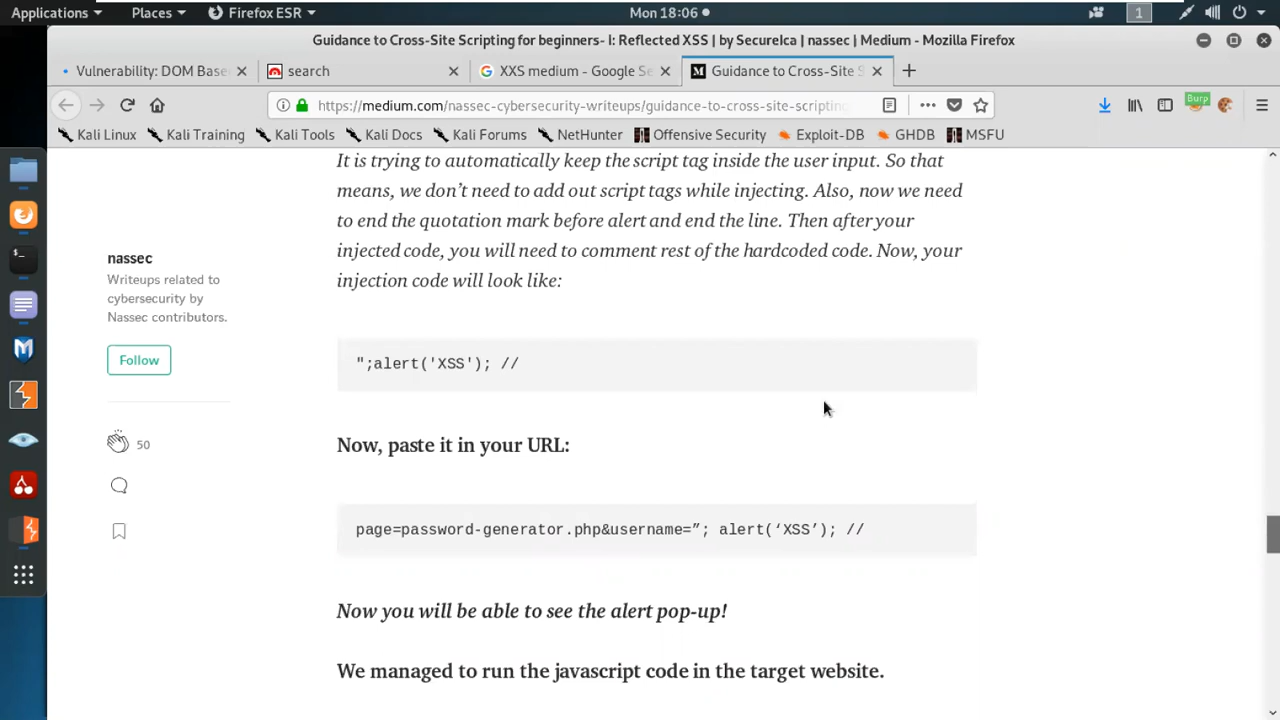 Applications
Places
Firefox ESR
Mon 18:06
1
Guidance to Cross-Site Scripting for beginners- I: Reflected XSS | by SecureIca | nassec | Medium - Mozilla Firefox
Vulnerability: DOM Base
search
XXS medium - Google Se
Guidance to Cross-Site S
https://medium.com/nassec-cybersecurity-writeups/guidance-to-cross-site-scripting
Burp
Kali Linux
Kali Training
Kali Tools
Kali Docs
Kali Forums
NetHunter
Offensive Security
Exploit-DB
GHDB
MSFU
It is trying to automatically keep the script tag inside the user input. So that
means, we don’t need to add out script tags while injecting. Also, now we need
to end the quotation mark before alert and end the line. Then after your
injected code, you will need to comment rest of the hardcoded code. Now, your
injection code will look like:
nassec
Writeups related to
cybersecurity by
Nassec contributors.
Follow
50
";alert('XSS'); //
Now, paste it in your URL:
page=password-generator.php&username=”; alert(‘XSS’); //
Now you will be able to see the alert pop-up!
We managed to run the javascript code in the target website.